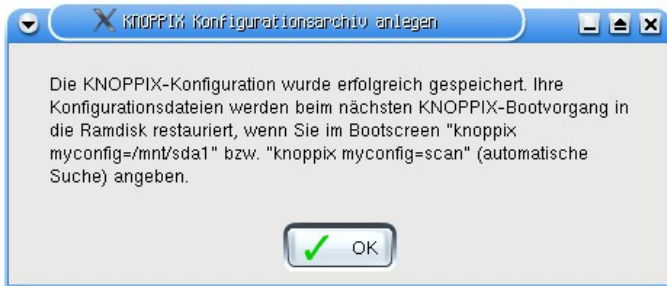 KNOPPIX Konfigurationsarchiv anlegen
Die KNOPPIX-Konfiguration wurde erfolgreich gespeichert. Ihre
Konfigurationsdateien werden beim nächsten KNOPPIX-Bootvorgang in
die Ramdisk restauriert, wenn Sie im Bootscreen "knoppix
myconfig=/mnt/sda1" bzw. "knoppix myconfig=scan" (automatische
Suche) angeben.
OK